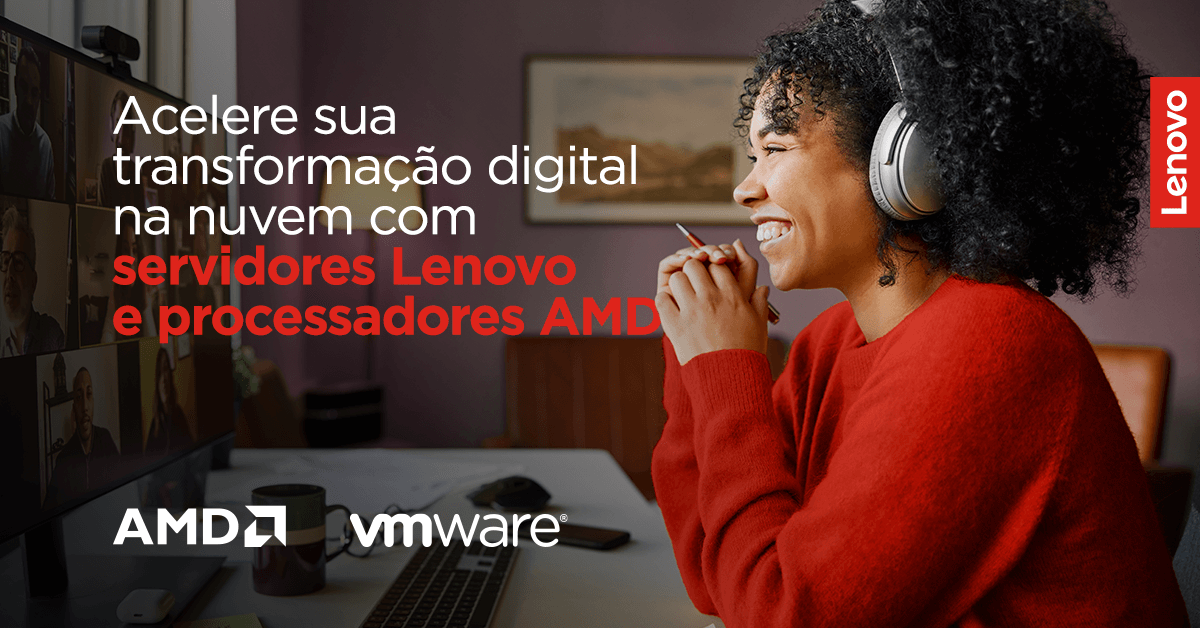 Acelere sua
transformação digital
na nuvem com
servidores Lenovo
e processadores AMD
Lenovo
AMD
vmware®